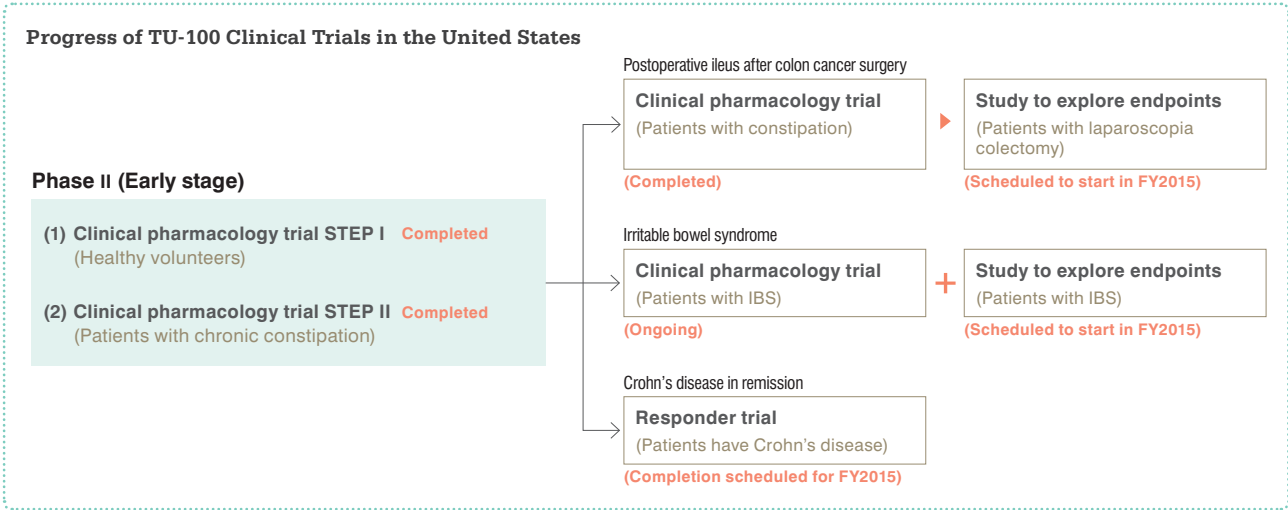 Progress of TU-100 Clinical Trials in the United States
Phase II (Early stage)
(1) Clinical pharmacology trial STEP I Completed
(Healthy volunteers)
(2) Clinical pharmacology trial STEP II Completed
(Patients with chronic constipation)
Postoperative ileus after colon cancer surgery
Clinical pharmacology trial
(Patients with constipation)
(Completed)
Study to explore endpoints
(Patients with laparoscopia
colectomy)
(Scheduled to start in FY2015)
Irritable bowel syndrome
Clinical pharmacology trial
(Patients with IBS)
(Ongoing)
+
Study to explore endpoints
(Patients with IBS)
(Scheduled to start in FY2015)
Crohn's disease in remission
Responder trial
(Patients have Crohn's disease)
(Completion scheduled for FY2015)